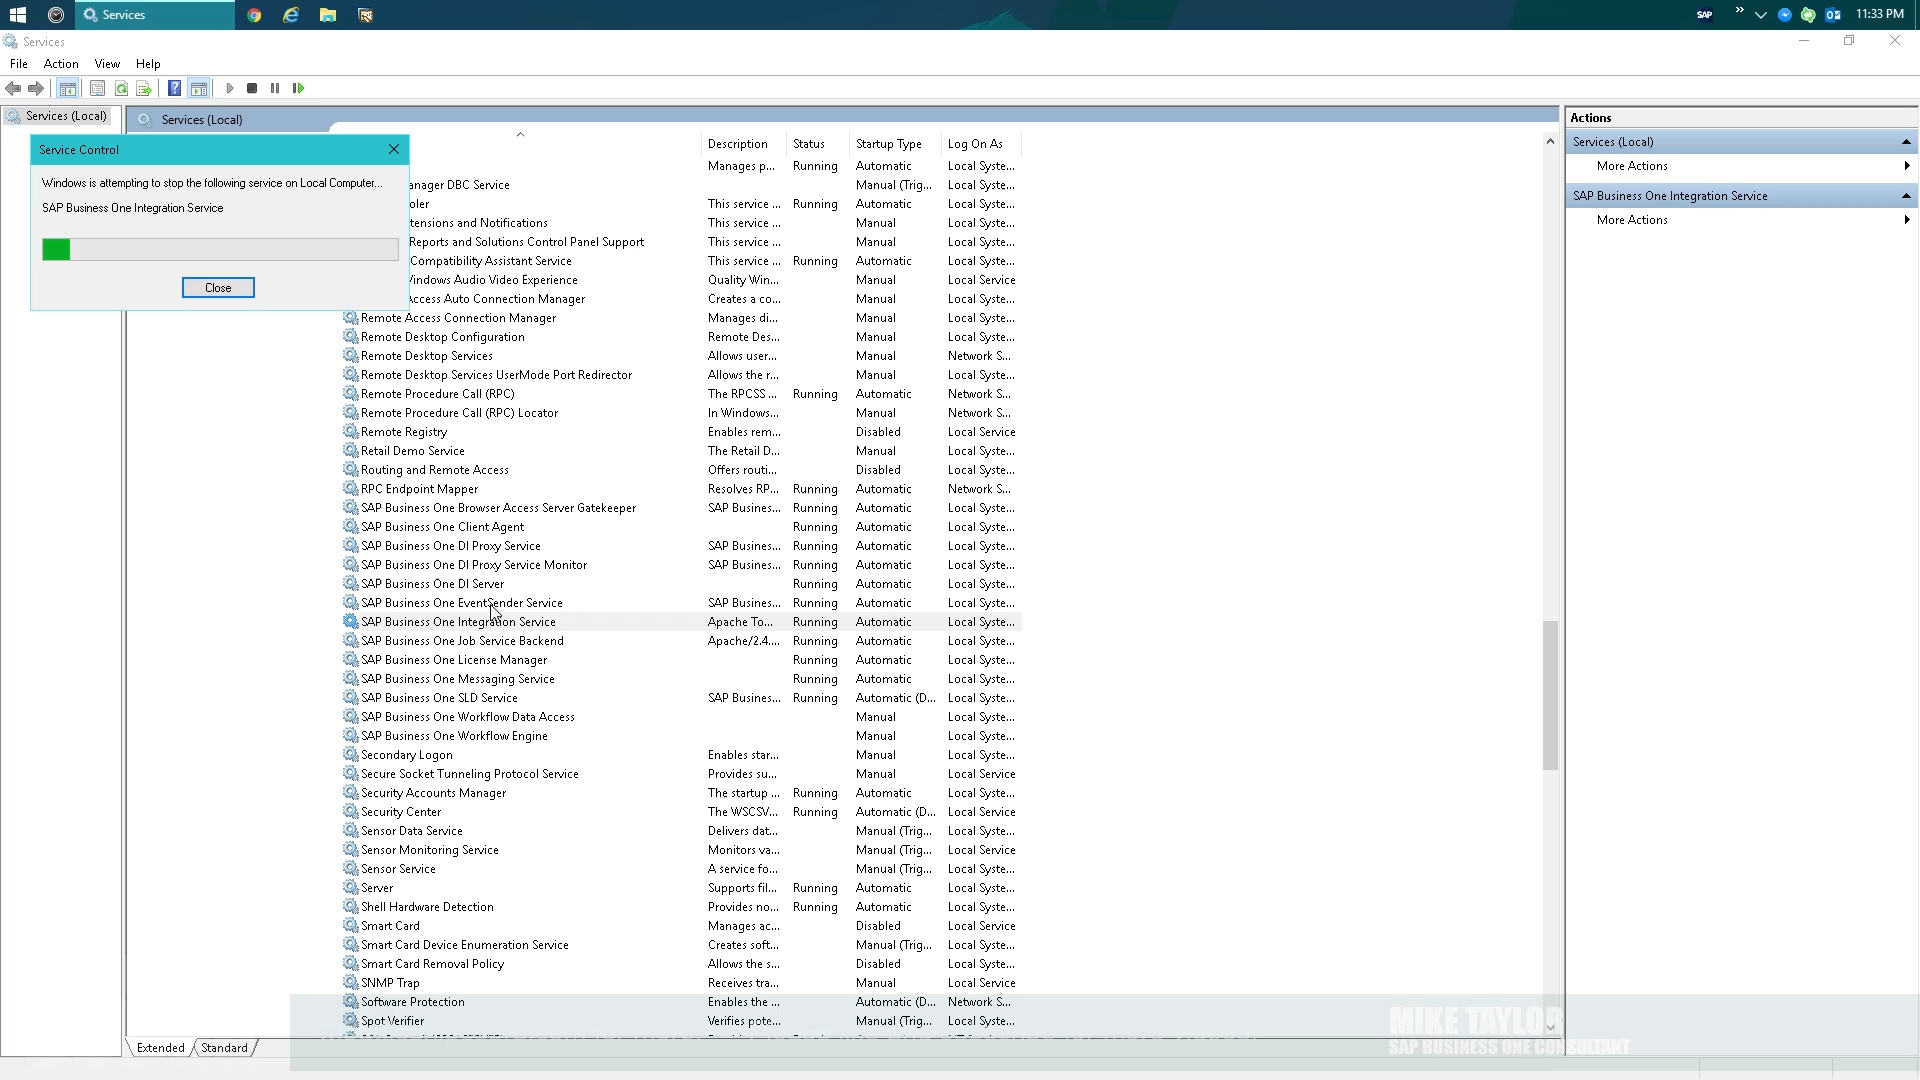 Services
SAP
11:33 PM
Services
File Action View Help
Services (Local)
Services (Local)
Service Control
Windows is attempting to stop the following service on Local Computer...
SAP Business One Integration Service
Close
Description Status Startup Type Log On As
Manages p... Running Automatic Local Syste...
anager DBC Service Manual (Trig... Local Syste...
oler This service ... Running Automatic Local Syste...
tensions and Notifications This service ... Manual Local Syste...
Reports and Solutions Control Panel Support This service ... Manual Local Syste...
Compatibility Assistant Service This service ... Running Automatic Local Syste...
Windows Audio Video Experience Quality Win... Manual Local Service
Access Auto Connection Manager Creates a co... Manual Local Syste...
Remote Access Connection Manager Manages di... Manual Local Syste...
Remote Desktop Configuration Remote Des... Manual Local Syste...
Remote Desktop Services Allows user... Manual Network S...
Remote Desktop Services UserMode Port Redirector Allows the r... Manual Local Syste...
Remote Procedure Call (RPC) The RPCSS ... Running Automatic Network S...
Remote Procedure Call (RPC) Locator In Windows... Manual Network S...
Remote Registry Enables rem... Disabled Local Service
Retail Demo Service The Retail D... Manual Local Syste...
Routing and Remote Access Offers routi... Disabled Local Syste...
RPC Endpoint Mapper Resolves RP... Running Automatic Network S...
SAP Business One Browser Access Server Gatekeeper SAP Busines... Running Automatic Local Syste...
SAP Business One Client Agent Running Automatic Local Syste...
SAP Business One DI Proxy Service SAP Busines... Running Automatic Local Syste...
SAP Business One DI Proxy Service Monitor SAP Busines... Running Automatic Local Syste...
SAP Business One DI Server Running Automatic Local Syste...
SAP Business One EventSender Service SAP Busines... Running Automatic Local Syste...
SAP Business One Integration Service Apache To... Running Automatic Local Syste...
SAP Business One Job Service Backend Apache/2.4.... Running Automatic Local Syste...
SAP Business One License Manager Running Automatic Local Syste...
SAP Business One Messaging Service Running Automatic Local Syste...
SAP Business One SLD Service SAP Busines... Running Automatic (D... Local Syste...
SAP Business One Workflow Data Access Manual Local Syste...
SAP Business One Workflow Engine Manual Local Syste...
Secondary Logon Enables star... Manual Local Syste...
Secure Socket Tunneling Protocol Service Provides su... Manual Local Service
Security Accounts Manager The startup ... Running Automatic Local Syste...
Security Center The WSCSV... Running Automatic (D... Local Service
Sensor Data Service Delivers dat... Manual (Trig... Local Syste...
Sensor Monitoring Service Monitors va... Manual (Trig... Local Service
Sensor Service A service fo... Manual (Trig... Local Syste...
Server Supports fil... Running Automatic Local Syste...
Shell Hardware Detection Provides no... Running Automatic Local Syste...
Smart Card Manages ac... Disabled Local Service
Smart Card Device Enumeration Service Creates soft... Manual (Trig... Local Syste...
Smart Card Removal Policy Allows the s... Disabled Local Syste...
SNMP Trap Receives tra... Manual Local Service
Software Protection Enables the ... Automatic (D... Network S...
Spot Verifier Verifies pote... Manual (Trig... Local Syste...
Extended Standard
Actions
Services (Local)
More Actions
SAP Business One Integration Service
More Actions
MIKE TAYLOR
SAP BUSINESS ONE CONSULTANT